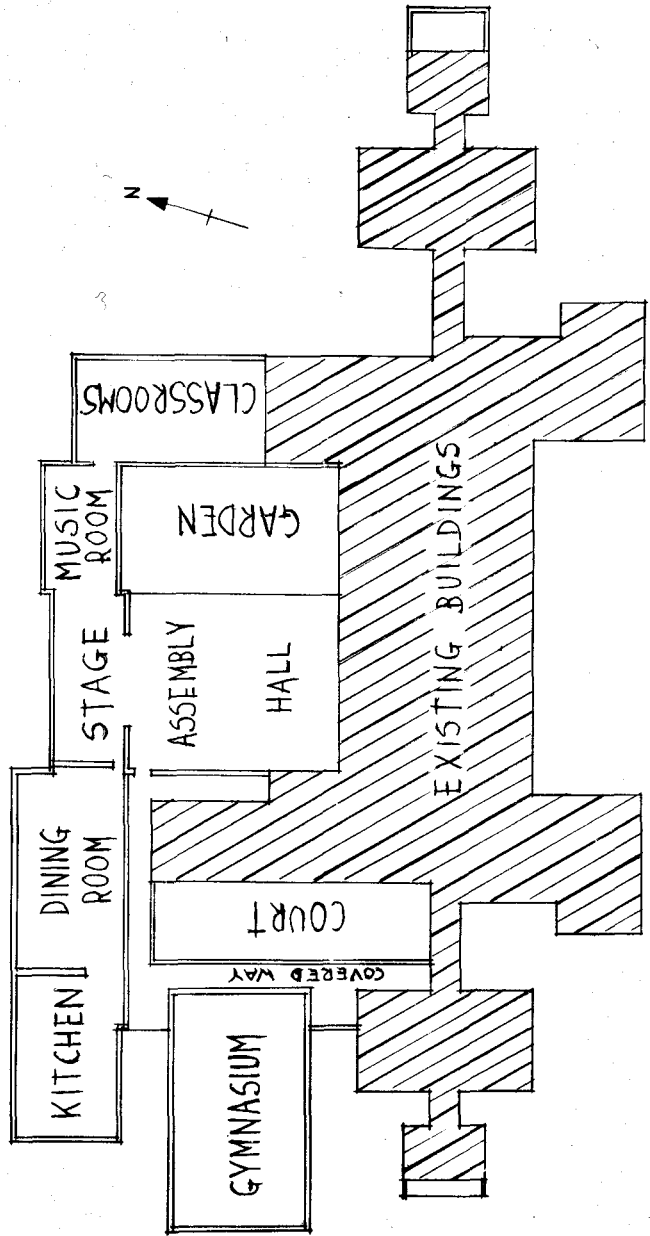 N
CLASSROOMS
MUSIC
ROOM
GARDEN
STAGE
ASSEMBLY
HALL
DINING
ROOM
KITCHEN
COURT
COVERED WAY
GYMNASIUM
EXISTING BUILDINGS